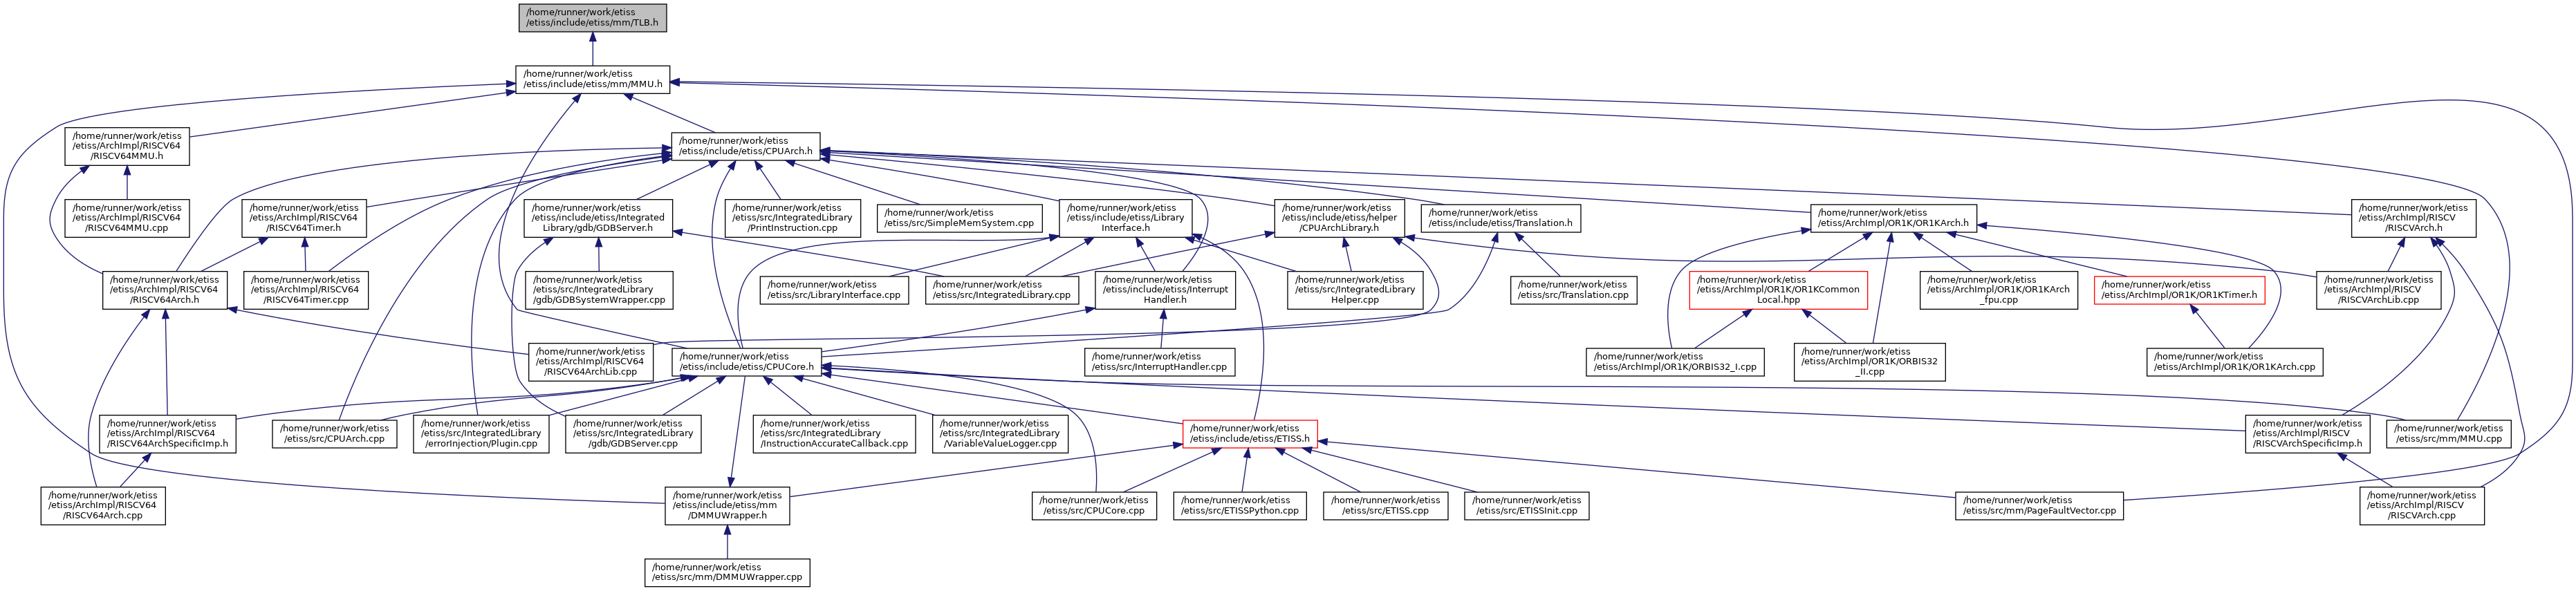 /home/runner/work/etiss
/etiss/include/etiss/mm/TLB.h
/home/runner/work/etiss
/etiss/include/etiss/mm/MMU.h
/home/runner/work/etiss
/etiss/ArchImpl/RISCV64
/RISCV64MMU.h
/home/runner/work/etiss
/etiss/include/etiss/CPUArch.h
/home/runner/work/etiss
/etiss/ArchImpl/RISCV64
/RISCV64MMU.cpp
/home/runner/work/etiss
/etiss/ArchImpl/RISCV64
/RISCV64Timer.h
/home/runner/work/etiss
/etiss/include/etiss/Integrated
Library/gdb/GDBServer.h
/home/runner/work/etiss
/etiss/src/IntegratedLibrary
/PrintInstruction.cpp
/home/runner/work/etiss
/etiss/src/SimpleMemSystem.cpp
/home/runner/work/etiss
/etiss/include/etiss/Library
Interface.h
/home/runner/work/etiss
/etiss/include/etiss/helper
/CPUArchLibrary.h
/home/runner/work/etiss
/etiss/include/etiss/Translation.h
/home/runner/work/etiss
/etiss/ArchImpl/OR1K/OR1KArch.h
/home/runner/work/etiss
/etiss/ArchImpl/RISCV
/RISCVArch.h
/home/runner/work/etiss
/etiss/ArchImpl/RISCV64
/RISCV64Arch.h
/home/runner/work/etiss
/etiss/ArchImpl/RISCV64
/RISCV64Timer.cpp
/home/runner/work/etiss
/etiss/src/IntegratedLibrary
/gdb/GDBSystemWrapper.cpp
/home/runner/work/etiss
/etiss/src/LibraryInterface.cpp
/home/runner/work/etiss
/etiss/src/IntegratedLibrary.cpp
/home/runner/work/etiss
/etiss/include/etiss/Interrupt
Handler.h
/home/runner/work/etiss
/etiss/src/IntegratedLibrary
Helper.cpp
/home/runner/work/etiss
/etiss/src/Translation.cpp
/home/runner/work/etiss
/etiss/ArchImpl/OR1K/OR1KCommon
Local.hpp
/home/runner/work/etiss
/etiss/ArchImpl/OR1K/OR1KArch
_fpu.cpp
/home/runner/work/etiss
/etiss/ArchImpl/OR1K/OR1KTimer.h
/home/runner/work/etiss
/etiss/ArchImpl/RISCV
/RISCVArchLib.cpp
/home/runner/work/etiss
/etiss/ArchImpl/RISCV64
/RISCV64ArchLib.cpp
/home/runner/work/etiss
/etiss/include/etiss/CPUCore.h
/home/runner/work/etiss
/etiss/src/InterruptHandler.cpp
/home/runner/work/etiss
/etiss/ArchImpl/OR1K/ORBIS32_I.cpp
/home/runner/work/etiss
/etiss/ArchImpl/OR1K/ORBIS32
_II.cpp
/home/runner/work/etiss
/etiss/ArchImpl/OR1K/OR1KArch.cpp
/home/runner/work/etiss
/etiss/ArchImpl/RISCV64
/RISCV64ArchSpecificImp.h
/home/runner/work/etiss
/etiss/src/CPUArch.cpp
/home/runner/work/etiss
/etiss/src/IntegratedLibrary
/errorInjection/Plugin.cpp
/home/runner/work/etiss
/etiss/src/IntegratedLibrary
/gdb/GDBServer.cpp
/home/runner/work/etiss
/etiss/src/IntegratedLibrary
/InstructionAccurateCallback.cpp
/home/runner/work/etiss
/etiss/src/IntegratedLibrary
/VariableValueLogger.cpp
/home/runner/work/etiss
/etiss/include/etiss/ETISS.h
/home/runner/work/etiss
/etiss/ArchImpl/RISCV
/RISCVArchSpecificImp.h
/home/runner/work/etiss
/etiss/src/mm/MMU.cpp
/home/runner/work/etiss
/etiss/ArchImpl/RISCV64
/RISCV64Arch.cpp
/home/runner/work/etiss
/etiss/include/etiss/mm
/DMMUWrapper.h
/home/runner/work/etiss
/etiss/src/CPUCore.cpp
/home/runner/work/etiss
/etiss/src/ETISSPython.cpp
/home/runner/work/etiss
/etiss/src/ETISS.cpp
/home/runner/work/etiss
/etiss/src/ETISSInit.cpp
/home/runner/work/etiss
/etiss/src/mm/PageFaultVector.cpp
/home/runner/work/etiss
/etiss/ArchImpl/RISCV
/RISCVArch.cpp
/home/runner/work/etiss
/etiss/src/mm/DMMUWrapper.cpp